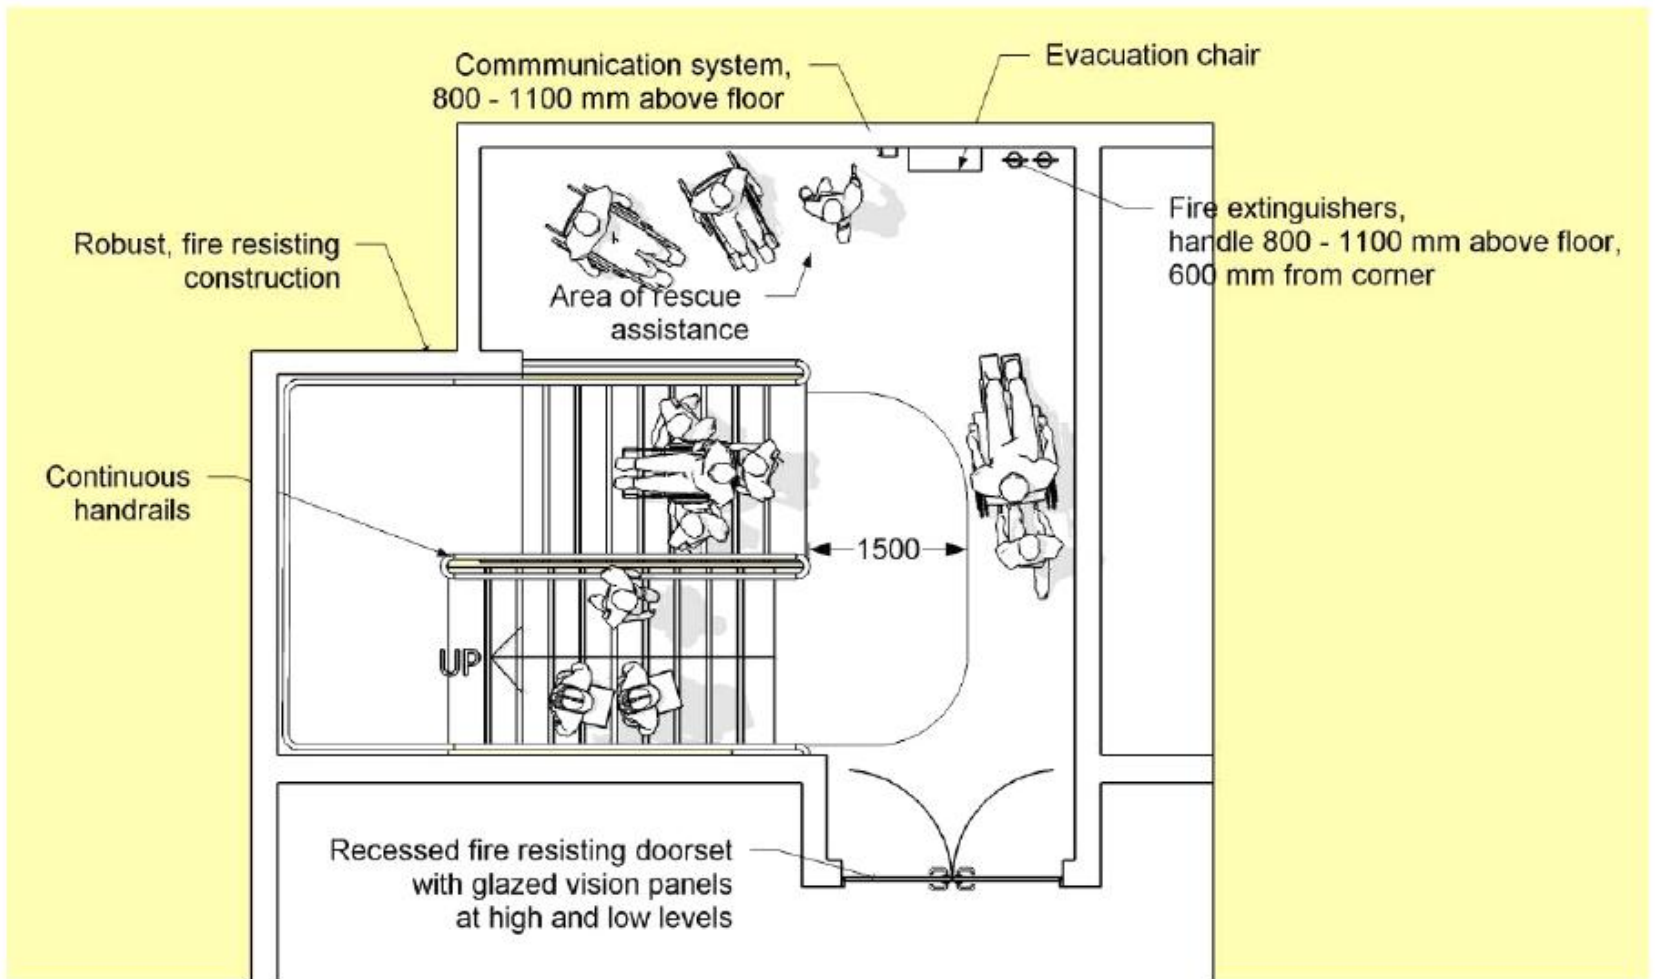 Commmunication system,
800 - 1100 mm above floor
Evacuation chair
Fire extinguishers,
handle 800 - 1100 mm above floor,
600 mm from corner
Robust, fire resisting
construction
Area of rescue
assistance
Continuous
handrails
1500
UP
Recessed fire resisting doorset
with glazed vision panels
at high and low levels